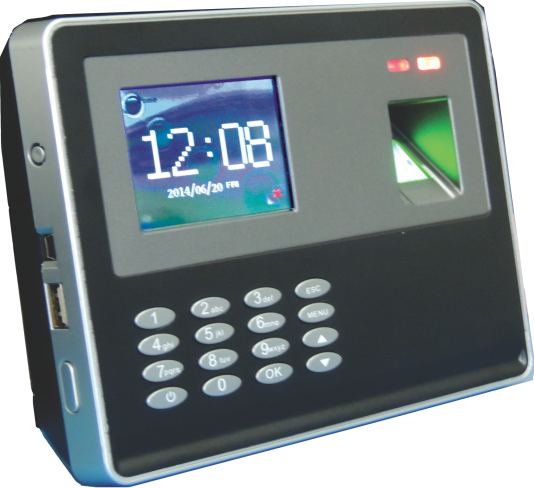 12:08
2014/06/20 FRI
1 2abc 3def ESC
4ghi 5jkl 6mno MENU
7pqrs 8tuv 9wxyz
0 OK